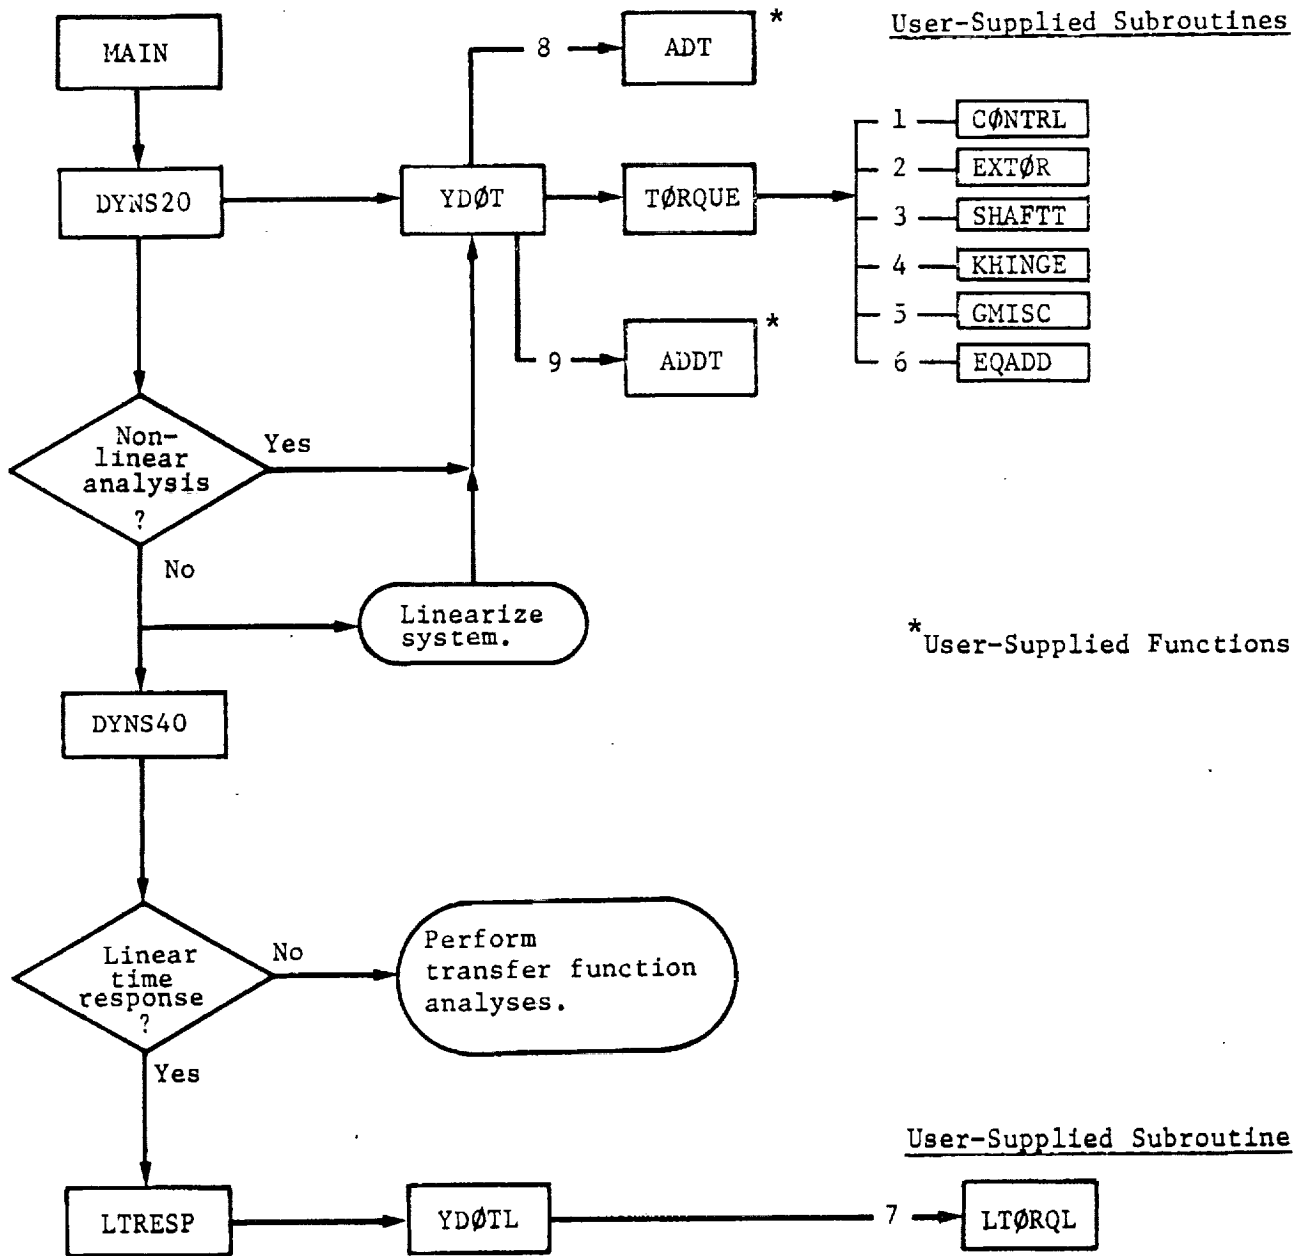 User-Supplied Subroutines
MAIN
8
ADT
*
1
CØNTRL
DYNS20
YDØT
TØRQUE
2
EXTØR
3
SHAFTT
4
KHINGE
5
GMISC
6
EQADD
9
ADDT
*
Non-
linear
analysis
?
Yes
No
Linearize
system.
*User-Supplied Functions
DYNS40
Linear
time
response
?
No
Perform
transfer function
analyses.
Yes
User-Supplied Subroutine
LTRESP
YDØTL
7
LTØRQL